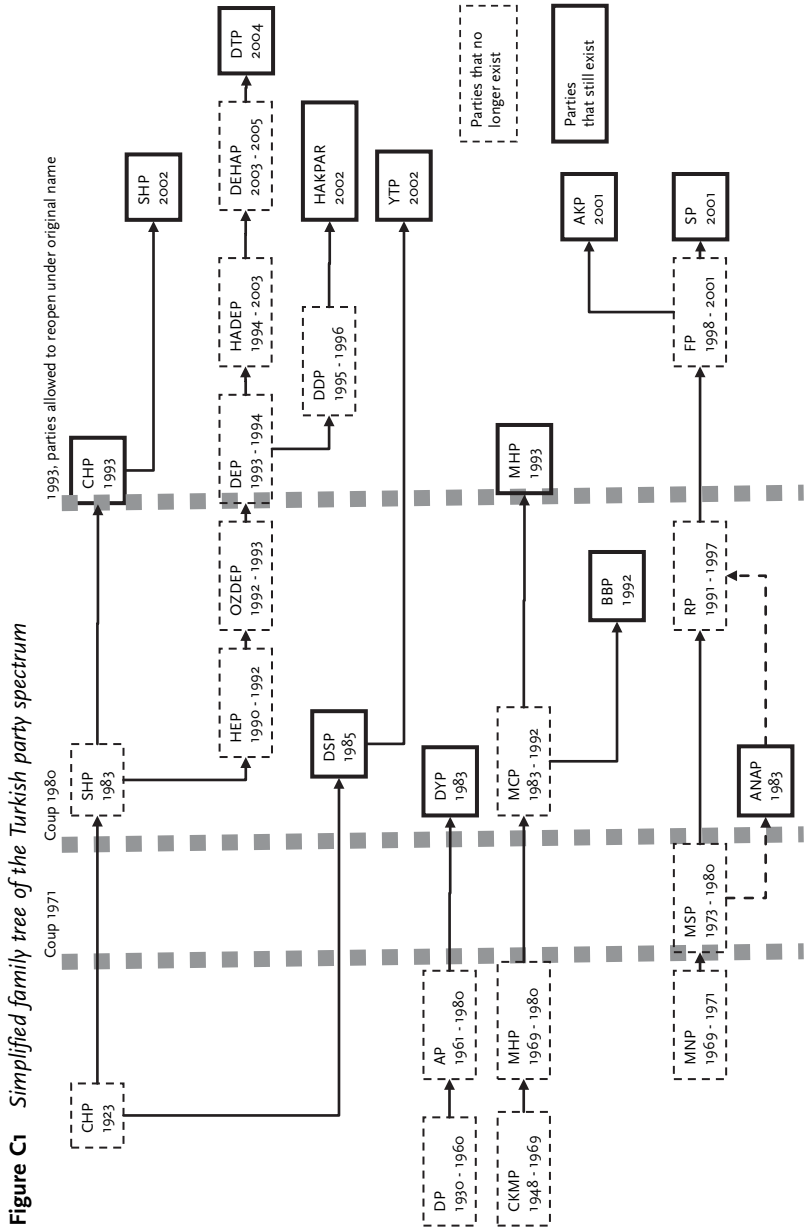 Figure C1 Simplified family tree of the Turkish party spectrum
Coup 1971
Coup 1980
1993, parties allowed to reopen under original name
CHP
1923
SHP
1983
CHP
1993
SHP
2002
HEP
1990 - 1992
OZDEP
1992 - 1993
DEP
1993 - 1994
HADEP
1994 - 2003
DEHAP
2003 - 2005
DTP
2004
DDP
1995 - 1996
HAKPAR
2002
DSP
1985
YTP
2002
DP
1930 - 1960
AP
1961 - 1980
DYP
1983
CKMP
1948 - 1969
MHP
1969 - 1980
MCP
1983 - 1992
MHP
1993
BBP
1992
MNP
1969 - 1971
MSP
1973 - 1980
RP
1991 - 1997
FP
1998 - 2001
AKP
2001
SP
2001
ANAP
1983
Parties that no
longer exist
Parties
that still exist